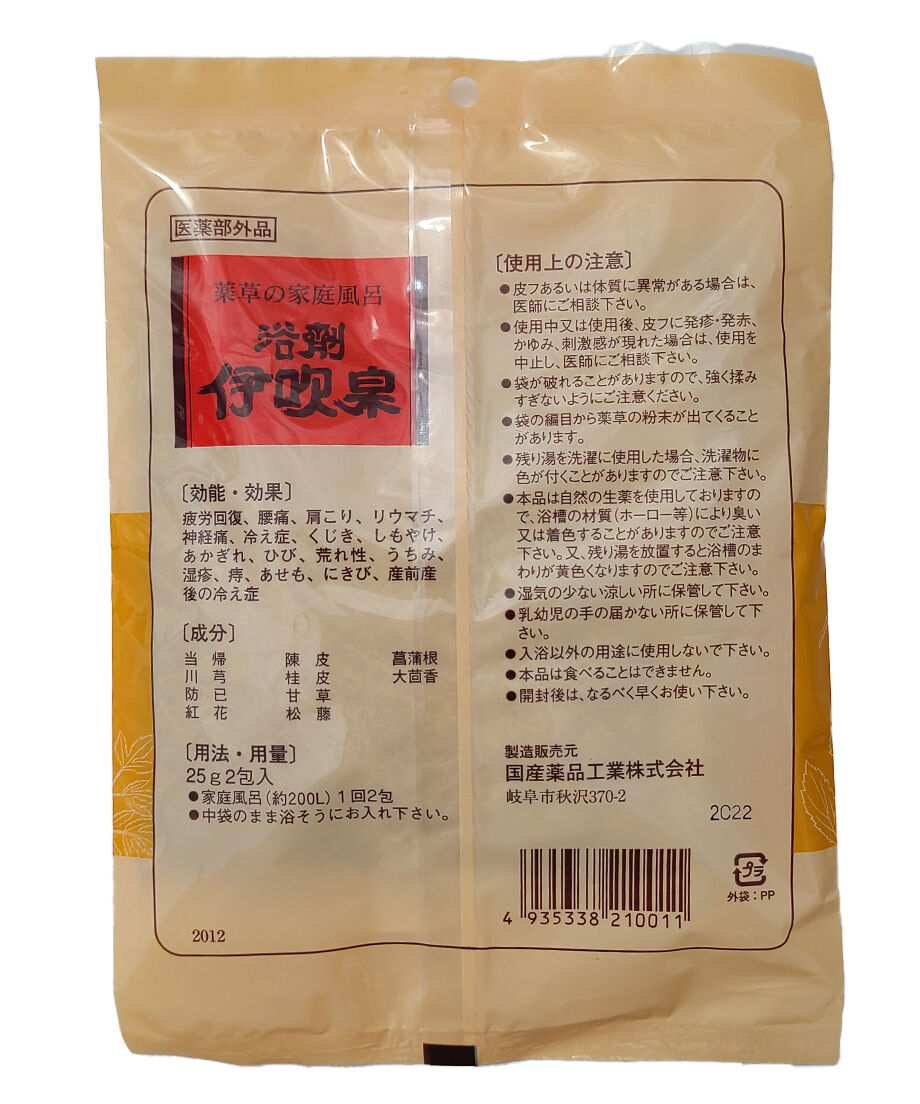 医薬部外品
薬草の家庭風呂
浴剤
伊吹泉
〔効能・効果〕
疲労回復、腰痛、肩こり、リウマチ、
神経痛、冷え症、くじき、しもやけ、
あかぎれ、ひび、荒れ性、うちみ、
湿疹、痔、あせも、にきび、産前産
後の冷え症
〔成分〕
当帰 陳皮 菖蒲根
川芎 桂皮 大茴香
防已 甘草
紅花 松藤
〔用法・用量〕
25g2包入
●家庭風呂(約200L)1回2包
●中袋のまま浴そうにお入れ下さい。
2012
〔使用上の注意〕
●皮フあるいは体質に異常がある場合は、
医師にご相談下さい。
●使用中又は使用後、皮フに発疹・発赤、
かゆみ、刺激感が現れた場合は、使用を
中止し、医師にご相談下さい。
●袋が破れることがありますので、強く揉み
すぎないようにご注意ください。
●袋の編目から薬草の粉末が出てくること
があります。
●残り湯を洗濯に使用した場合、洗濯物に
色が付くことがありますのでご注意下さい。
●本品は自然の生薬を使用しておりますの
で、浴槽の材質(ホーロー等)により臭い
又は着色することがありますのでご注意
下さい。又、残り湯を放置すると浴槽のま
わりが黄色くなりますのでご注意下さい。
●湿気の少ない涼しい所に保管して下さい。
●乳幼児の手の届かない所に保管して下
さい。
●入浴以外の用途に使用しないで下さい。
●本品は食べることはできません。
●開封後は、なるべく早くお使い下さい。
製造販売元
国産薬品工業株式会社
岐阜市秋沢370-2
2022
4 935338 210011
プラ
外袋：PP